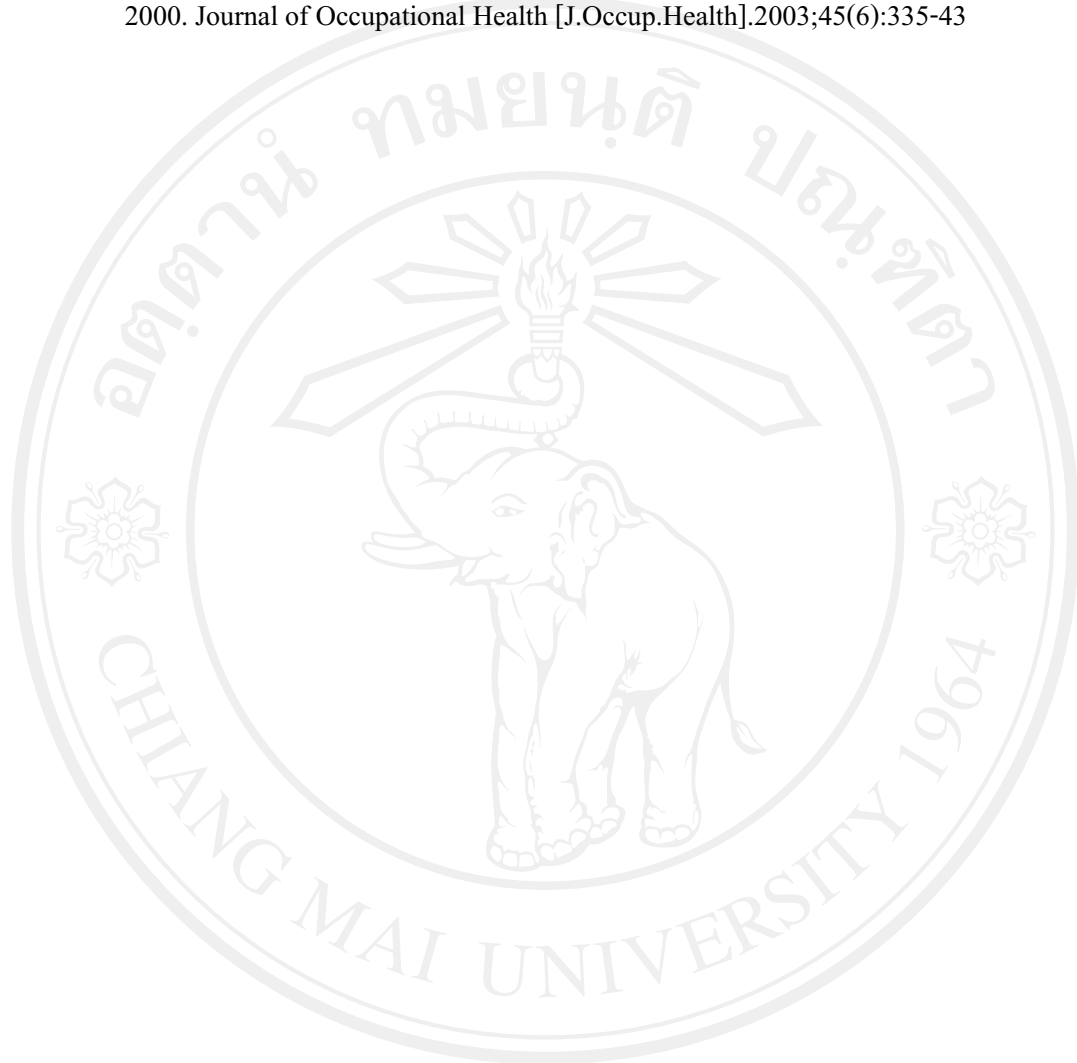 2000. Journal of Occupational Health [J.Occup.Health].2003;45(6):335-43
อตฺตานํ ทมยนฺติ ปณฺฑิตา
CHIANG MAI UNIVERSITY 1964